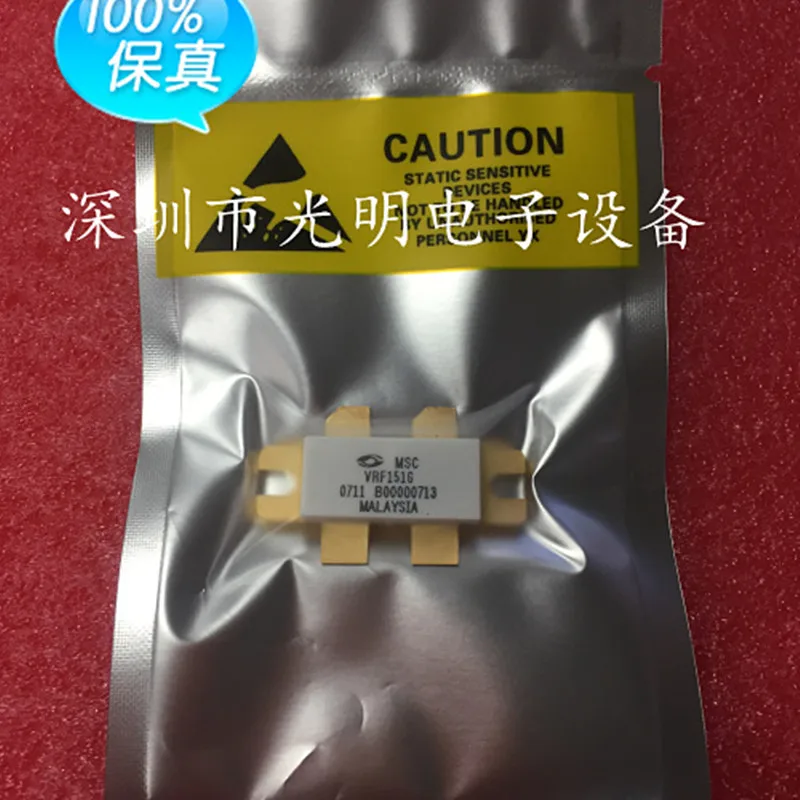 100%
保真
CAUTION
STATIC SENSITIVE
DEVICES
深圳市光明电子设备
PERSONNEL XX
MSC
VRF151G
0711 B00000713
MALAYSIA